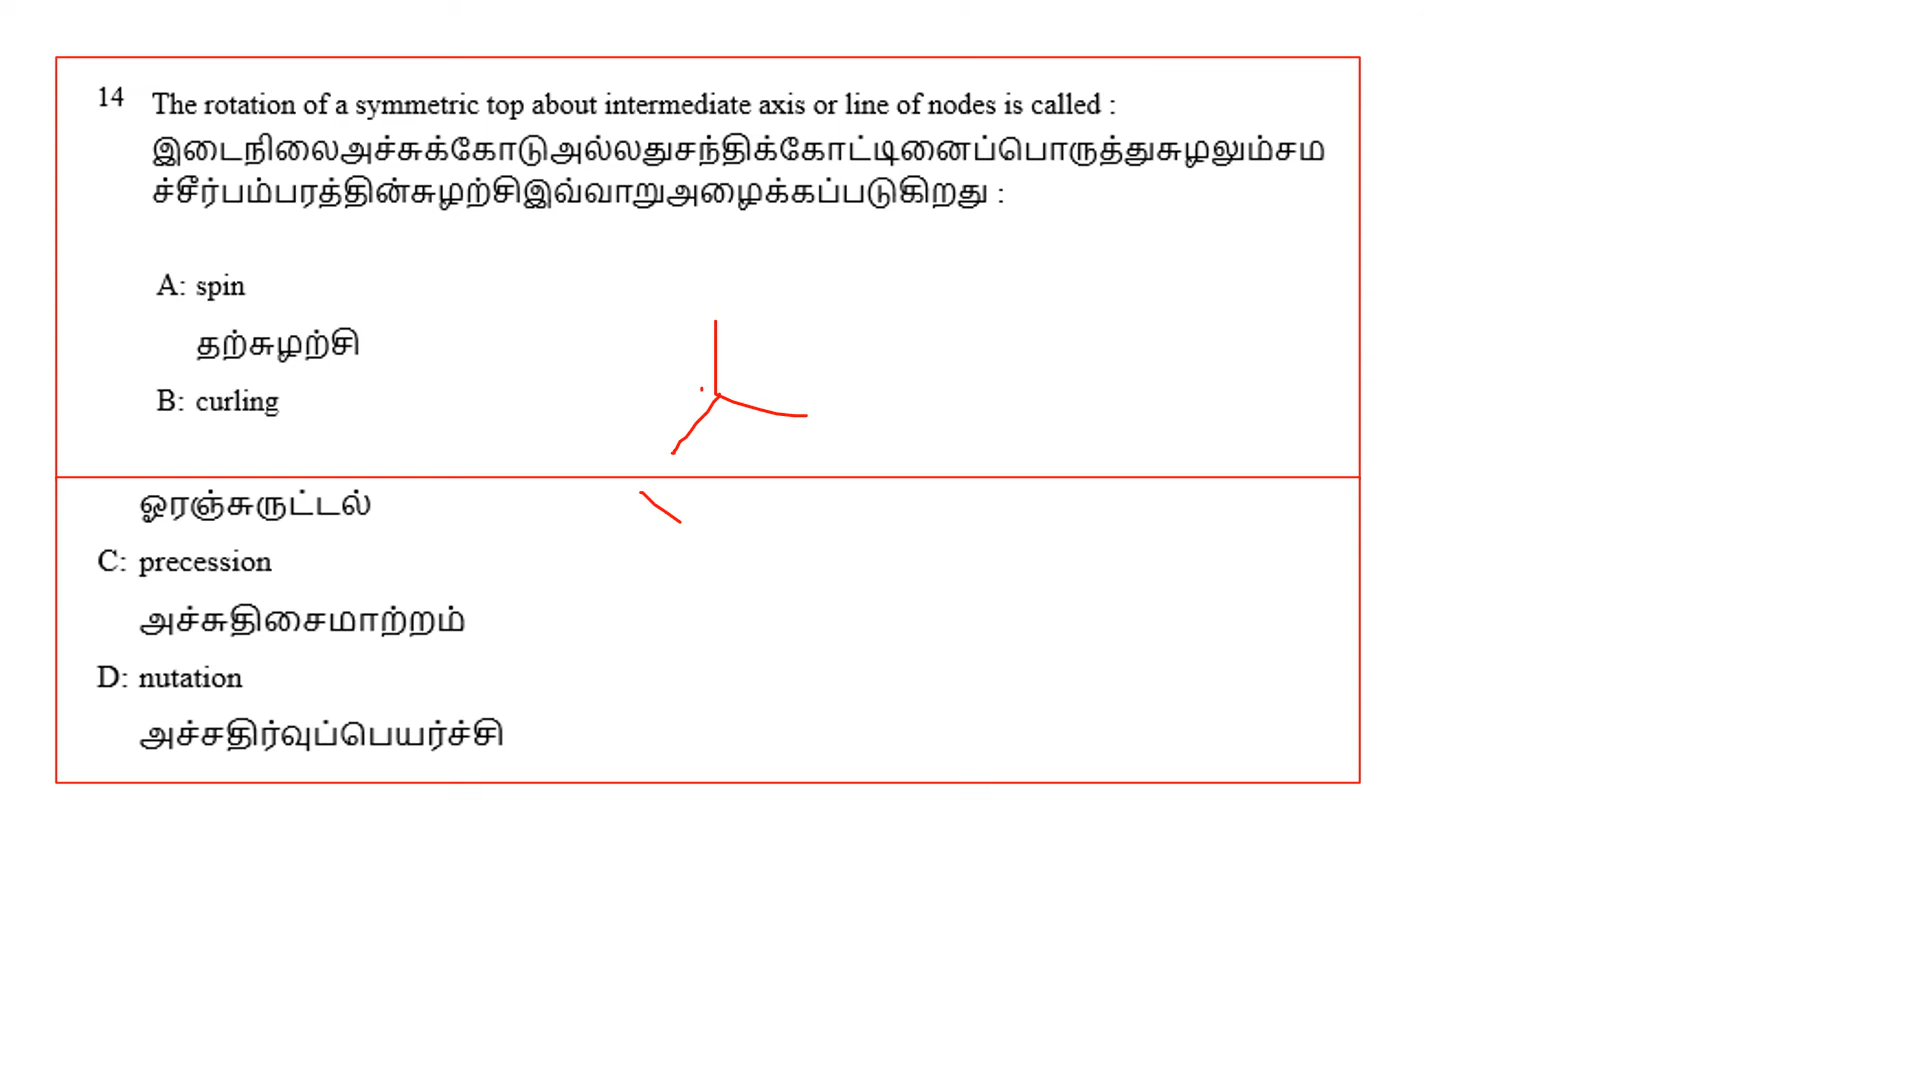 14 The rotation of a symmetric top about intermediate axis or line of nodes is called :
இடைநிலைஅச்சுக்கோடுஅல்லதுசந்திக்கோட்டினைப்பொருத்துசுழலும்சம
ச்சீர்பம்பரத்தின்சுழற்சிஇவ்வாறுஅழைக்கப்படுகிறது :
A: spin
தற்சுழற்சி
B: curling
ஓரஞ்சுருட்டல்
C: precession
அச்சுதிசைமாற்றம்
D: nutation
அச்சதிர்வுப்பெயர்ச்சி